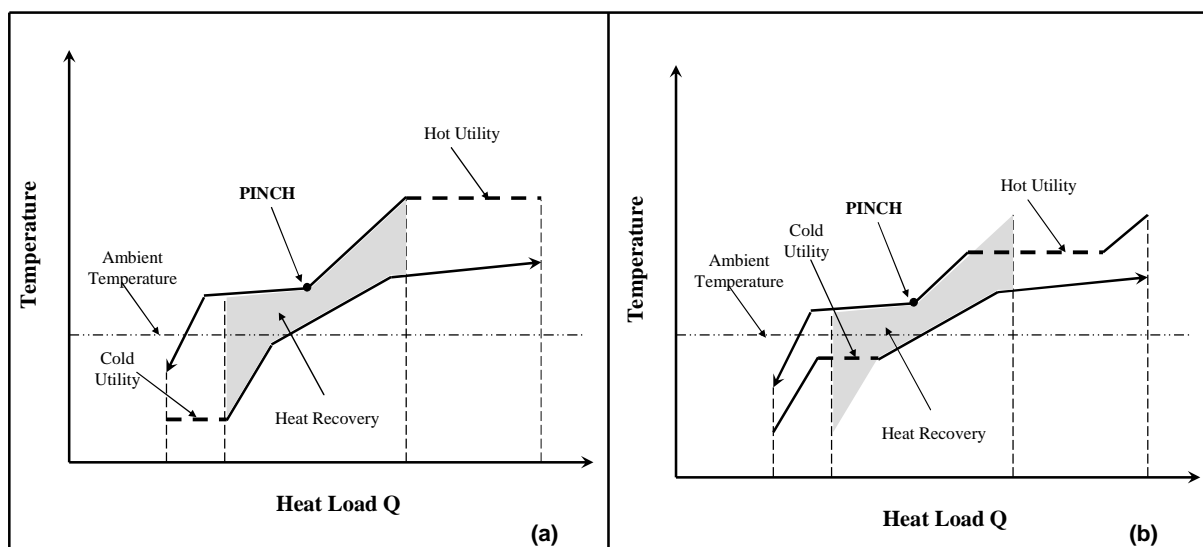 Hot Utility
PINCH
Ambient
Temperature
Cold
Utility
Heat Recovery
Temperature
Heat Load Q
(a)
Hot Utility
PINCH
Cold
Utility
Ambient
Temperature
Heat Recovery
Temperature
Heat Load Q
(b)